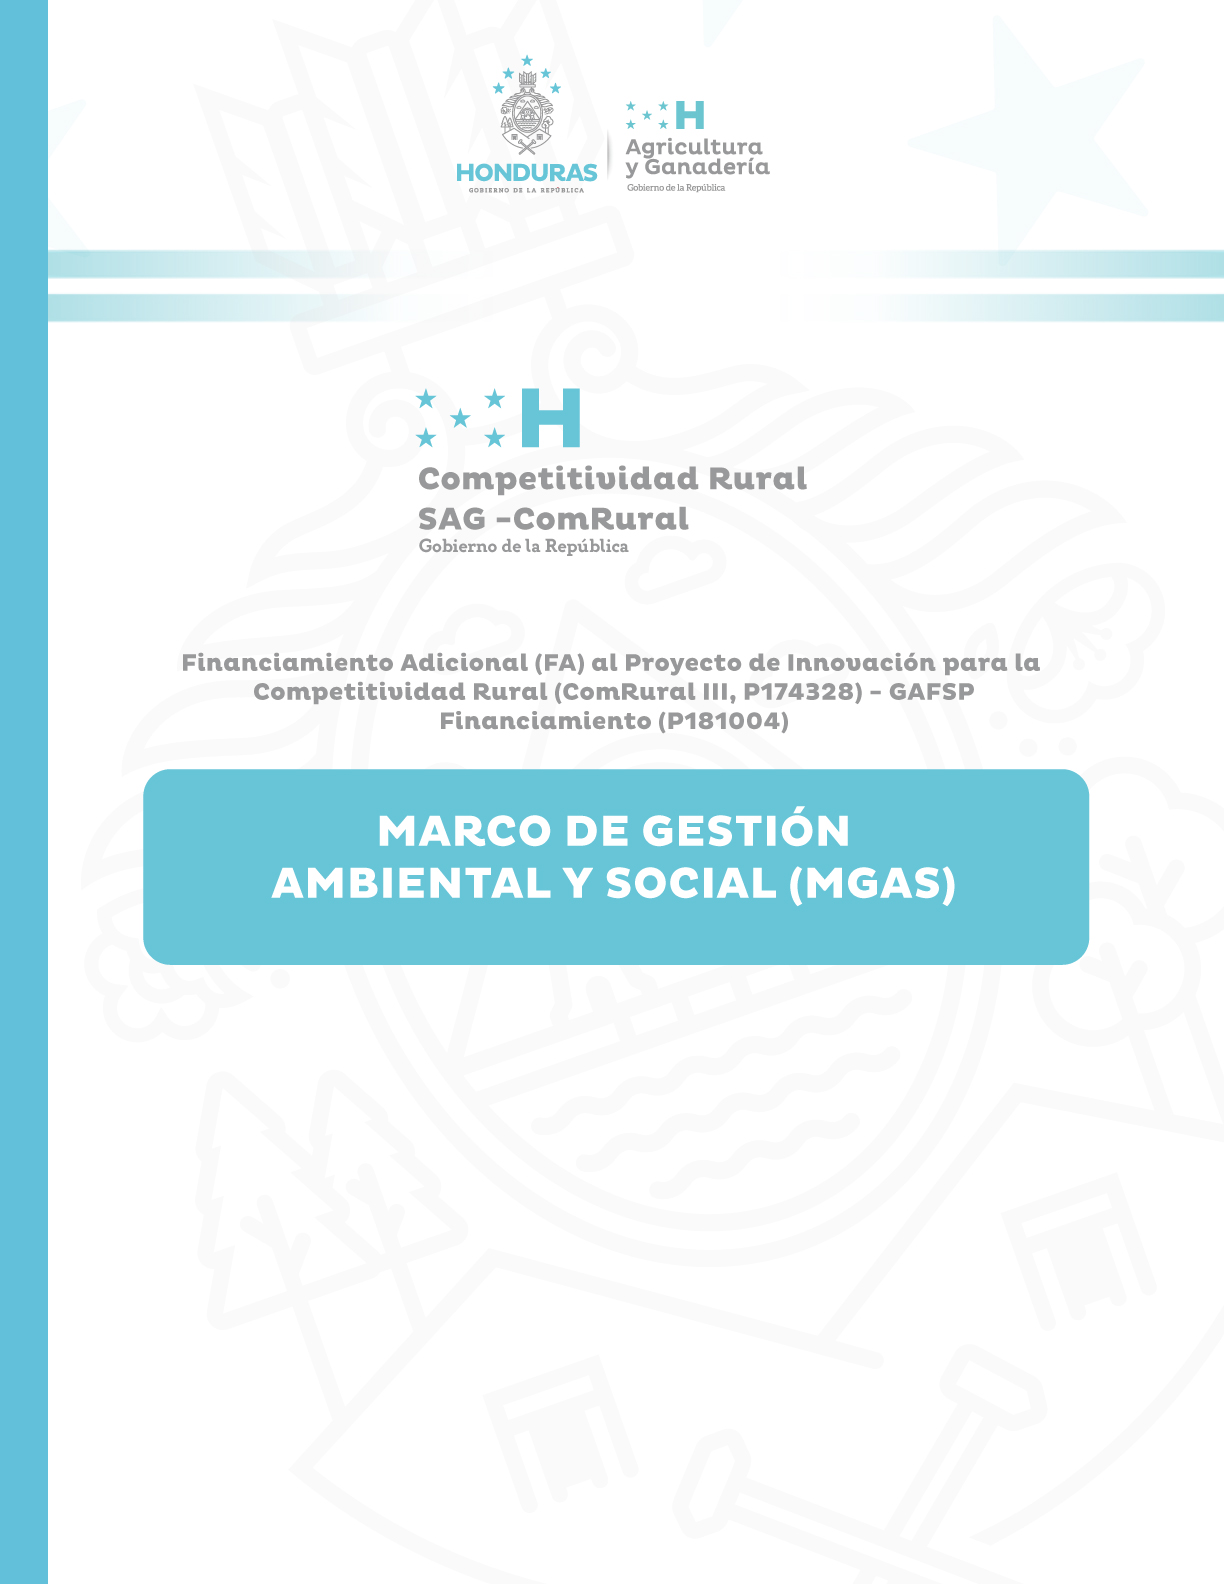 HONDURAS
GOBIERNO DE LA REPÚBLICA
H
Agricultura
y Ganadería
Gobierno de la República
H
Competitividad Rural
SAG -ComRural
Gobierno de la República
Financiamiento Adicional (FA) al Proyecto de Innovación para la
Competitividad Rural (ComRural III, P174328) - GAFSP
Financiamiento (P181004)
MARCO DE GESTIÓN
AMBIENTAL Y SOCIAL (MGAS)